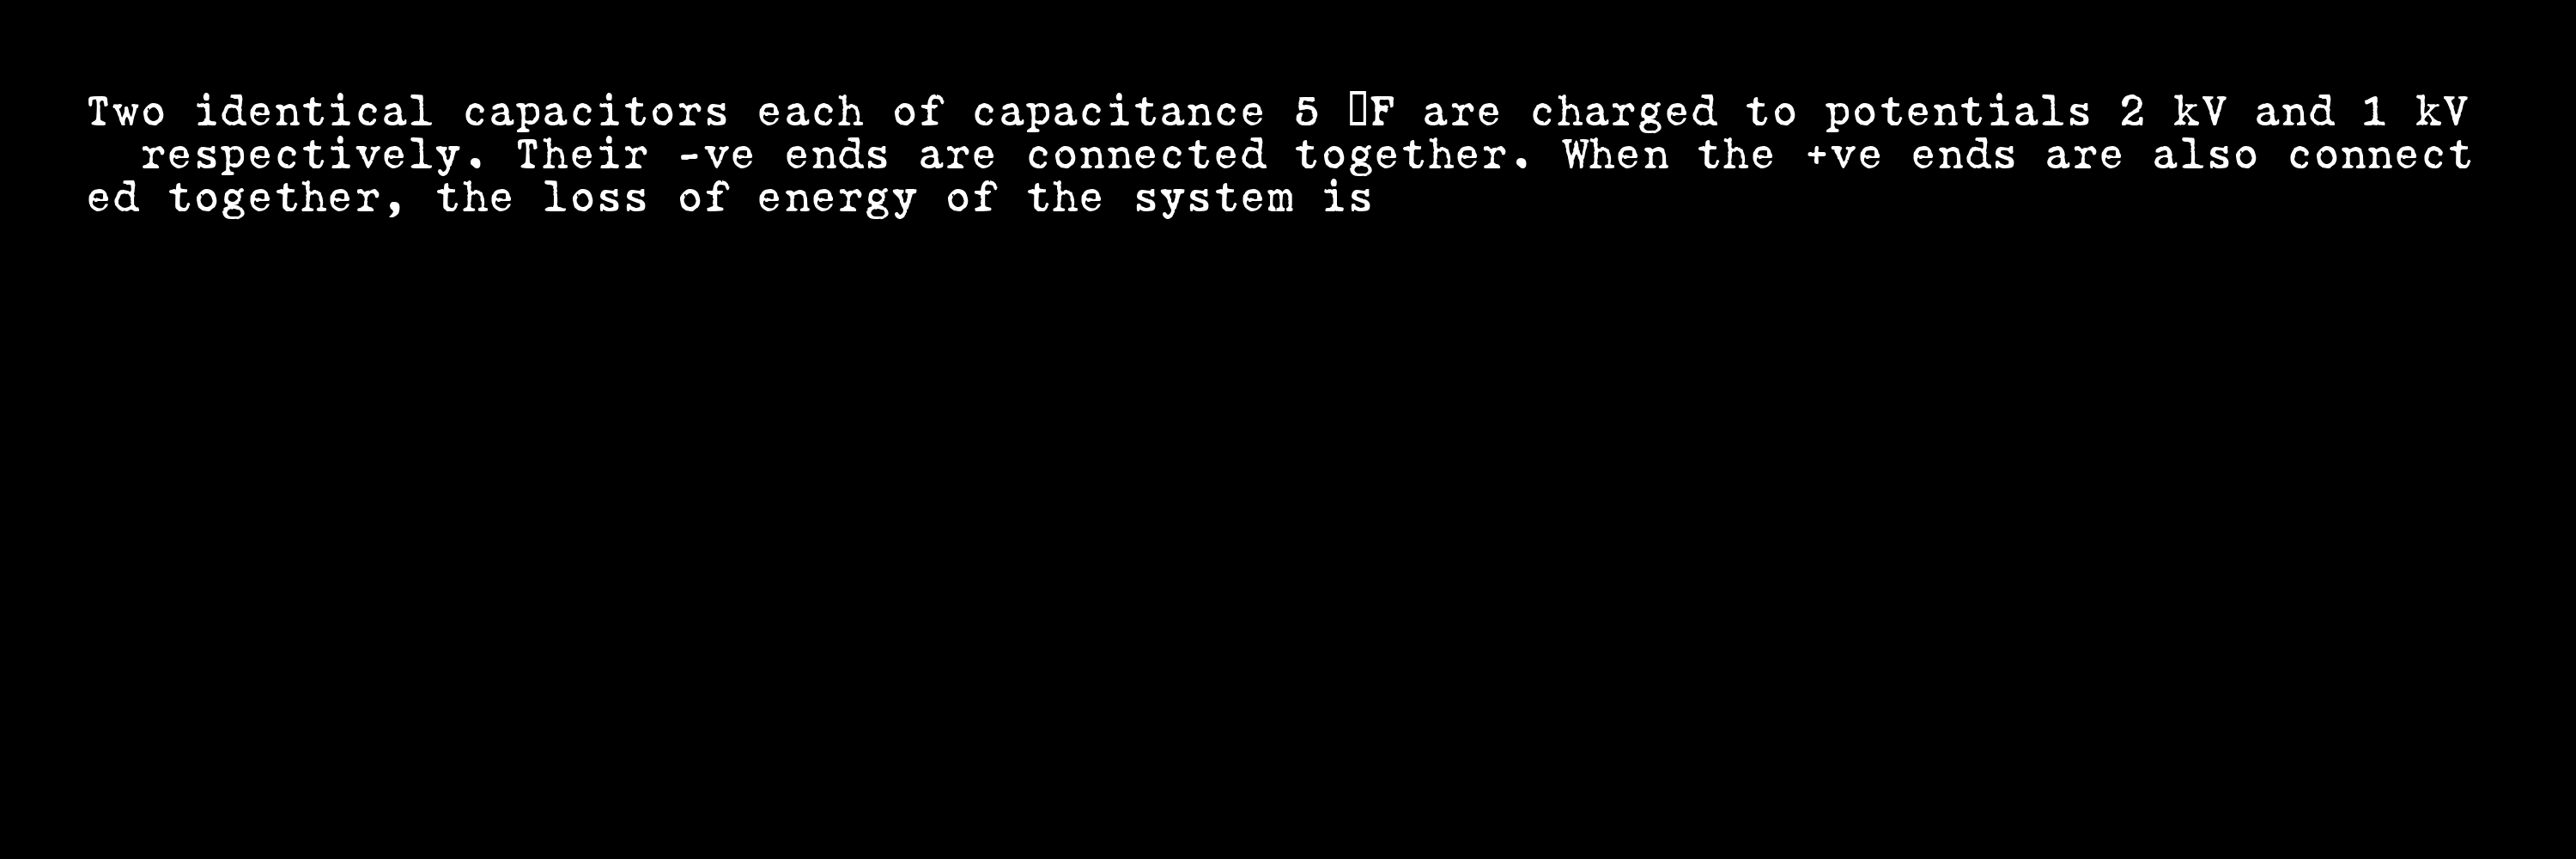 Two identical capacitors each of capacitance 5 F are charged to potentials 2 kV and 1 kV
respectively. Their -ve ends are connected together. When the +ve ends are also connect
ed together, the loss of energy of the system is